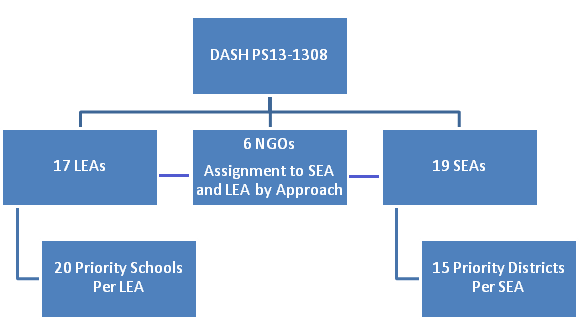 DASH PS13-1308
17 LEAs
6 NGOs
Assignment to SEA
and LEA by Approach
19 SEAs
20 Priority Schools
Per LEA
15 Priority Districts
Per SEA